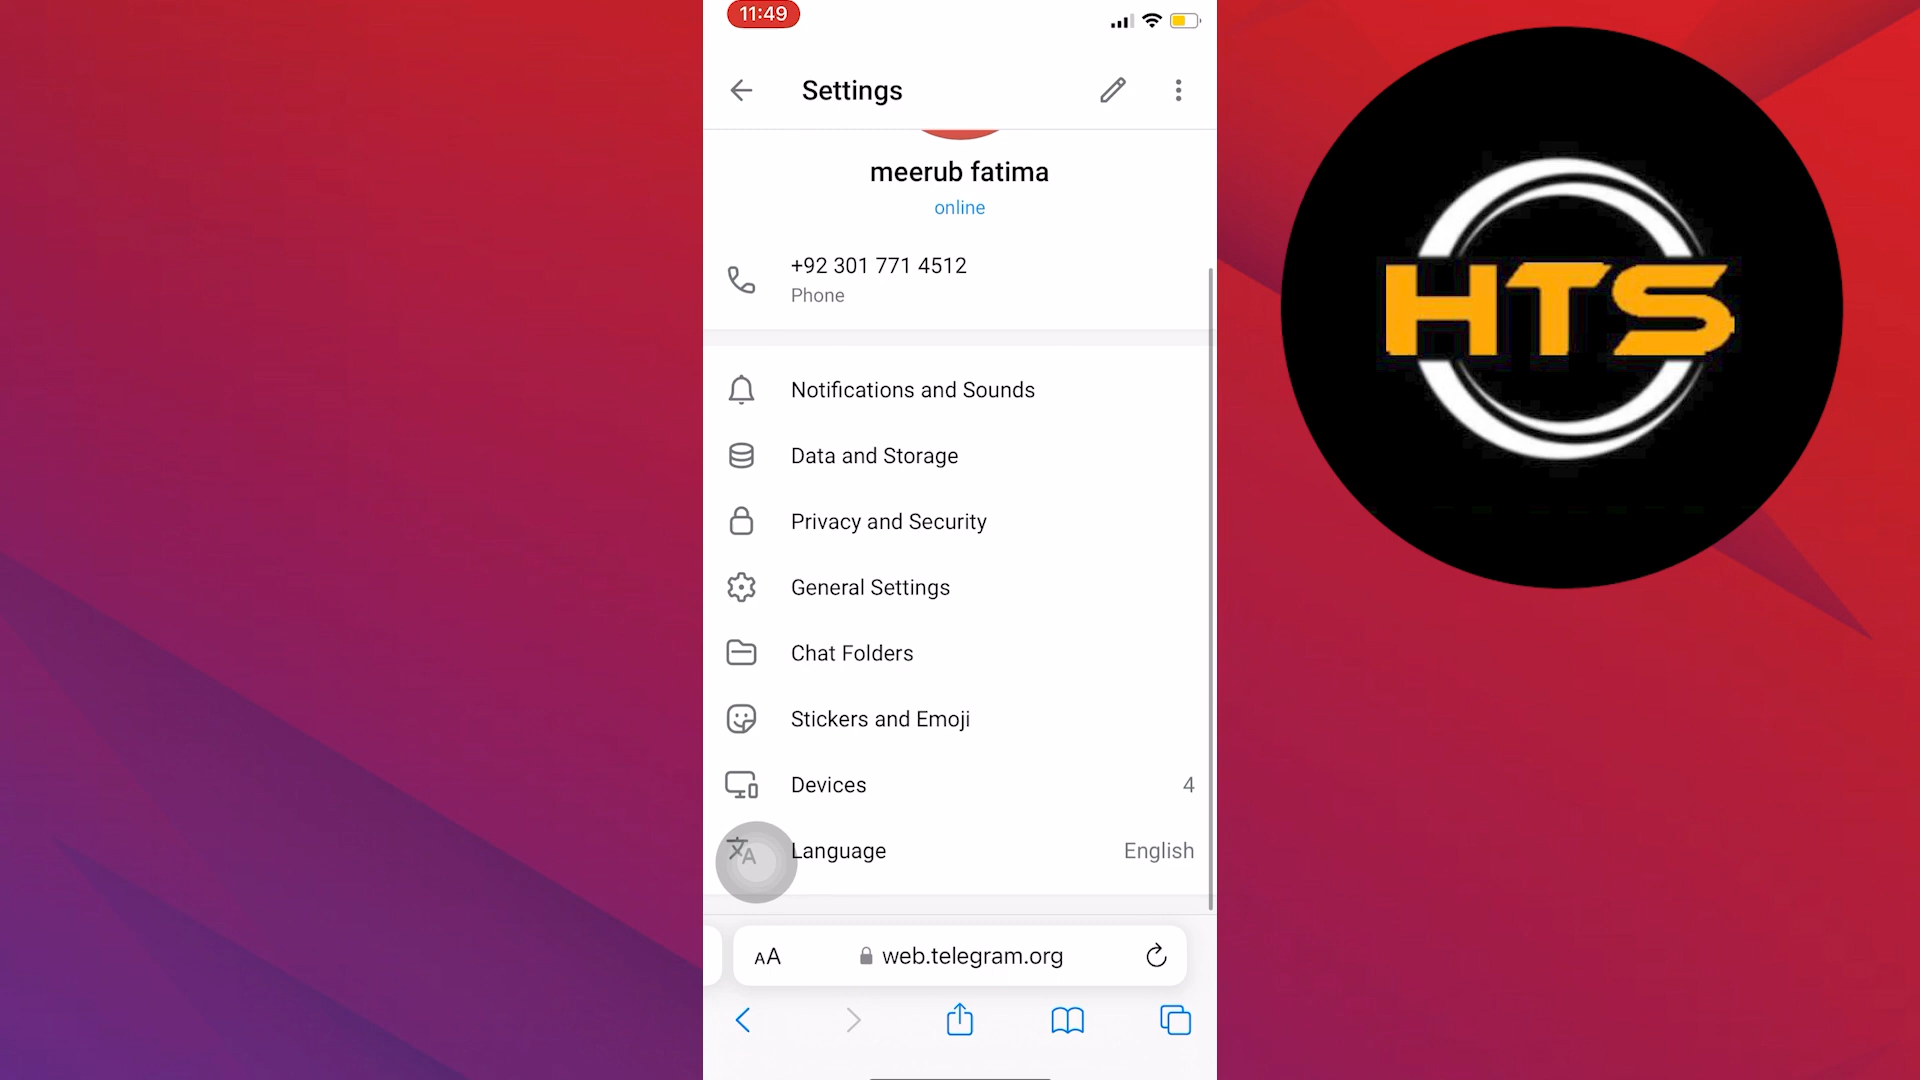 11:49
Settings
meerub fatima
online
+92 301 771 4512
Phone
Notifications and Sounds
Data and Storage
Privacy and Security
General Settings
Chat Folders
Stickers and Emoji
Devices 4
Language English
AA web.telegram.org
HTS